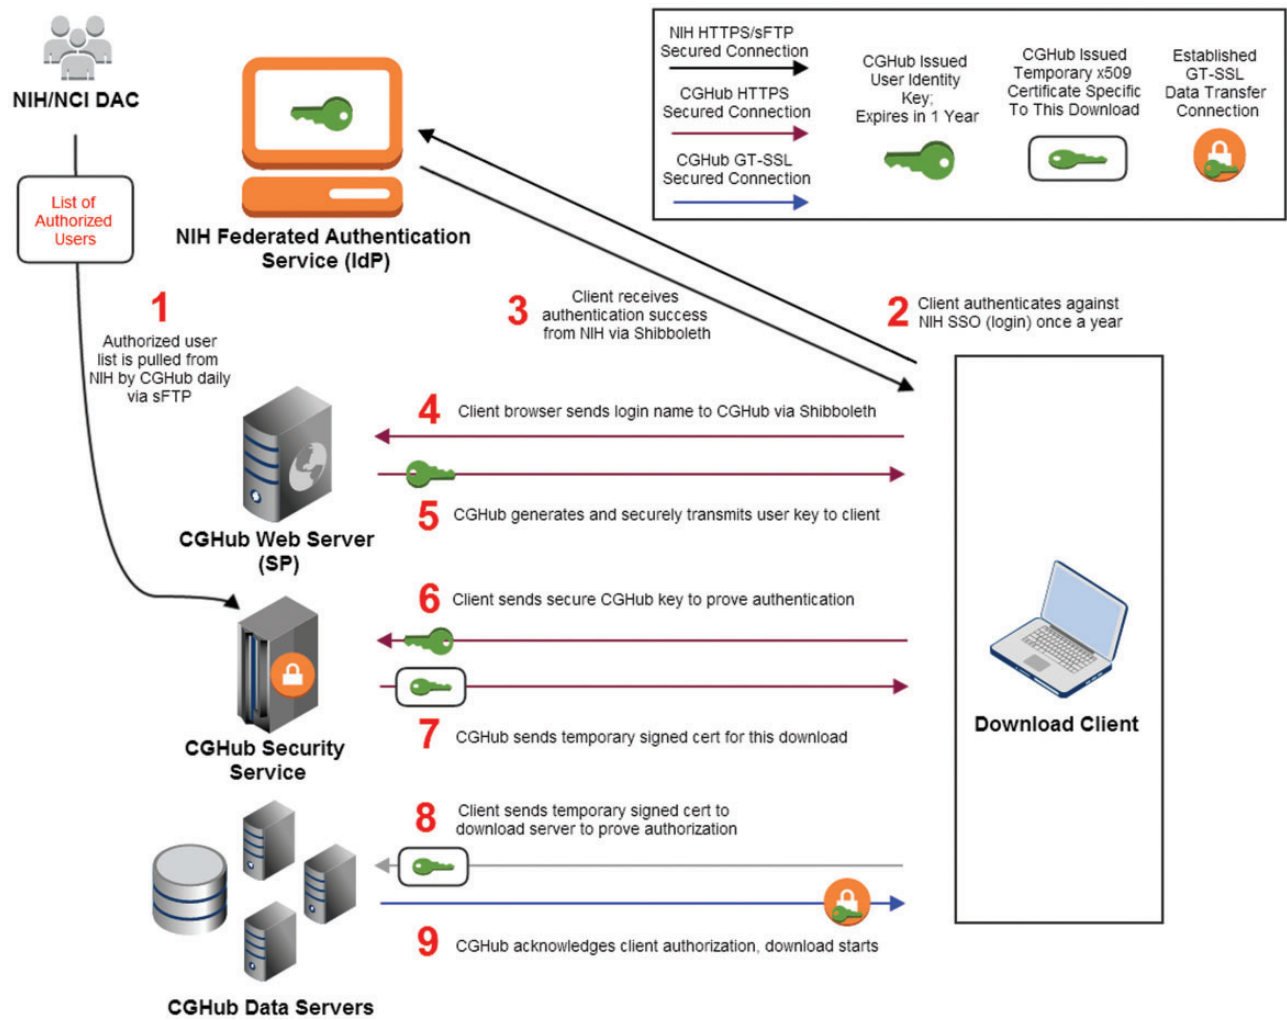 NIH/NCI DAC
List of
Authorized
Users
1
Authorized user
list is pulled from
NIH by CGHub daily
via sFTP
NIH Federated Authentication
Service (IdP)
NIH HTTPS/sFTP
Secured Connection
CGHub HTTPS
Secured Connection
CGHub GT-SSL
Secured Connection
CGHub Issued
User Identity
Key;
Expires in 1 Year
CGHub Issued
Temporary x509
Certificate Specific
To This Download
Established
GT-SSL
Data Transfer
Connection
3
Client receives
authentication success
from NIH via Shibboleth
2
Client authenticates against
NIH SSO (login) once a year
4
Client browser sends login name to CGHub via Shibboleth
5
CGHub generates and securely transmits user key to client
CGHub Web Server
(SP)
6
Client sends secure CGHub key to prove authentication
7
CGHub sends temporary signed cert for this download
CGHub Security
Service
Download Client
8
Client sends temporary signed cert to
download server to prove authorization
9
CGHub acknowledges client authorization, download starts
CGHub Data Servers